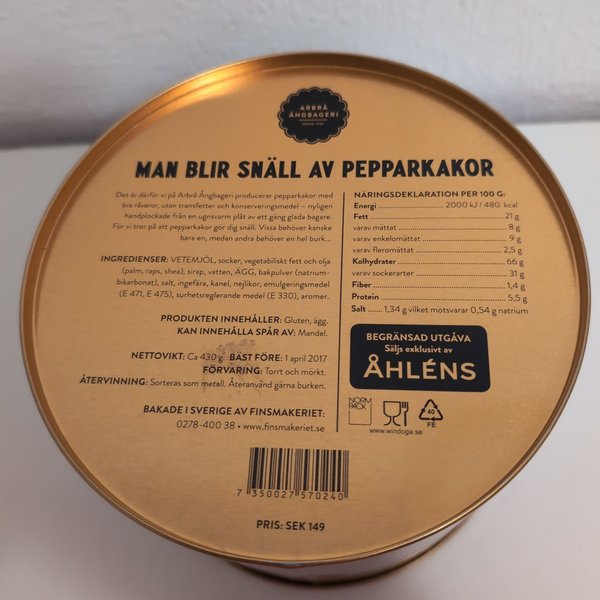 ARBRÅ
ÅNGBAGERI
MAN BLIR SNÄLL AV PEPPARKAKOR
Det är därför vi på Arbrå Ångbageri producerar pepparkakor med
bra råvaror, utan transfetter och konserveringsmedel – nyligen
handplockade från en ugnsvarm plåt av ett gäng glada bagare.
För vi tror på att pepparkakor gör dig snäll. Vissa behöver kanske
bara en, medan andra behöver en hel burk...
INGREDIENSER: VETEMJÖL, socker, vegetabiliskt fett och olja
(palm, raps, shea), sirap, vatten, ÄGG, bakpulver (natrium-
bikarbonat), salt, ingefära, kanel, nejlikor, emulgeringsmedel
(E 471, E 475), surhetsreglerande medel (E 330), aromer.
PRODUKTEN INNEHÅLLER: Gluten, ägg.
KAN INNEHÅLLA SPÅR AV: Mandel.
NETTOVIKT: Ca 430 g. BÄST FÖRE: 1 april 2017
FÖRVARING: Torrt och mörkt.
ÅTERVINNING: Sorteras som metall. Återanvänd gärna burken.
BAKADE I SVERIGE AV FINSMAKERIET:
0278-400 38 • www.finsmakeriet.se
NÄRINGSDEKLARATION PER 100 G:
Energi 2000 kJ / 480 kcal
Fett 21 g
varav mättat 8 g
varav enkelomättat 9 g
varav fleromättat 2,5 g
Kolhydrater 66 g
varav sockerarter 31 g
Fiber 1,4 g
Protein 5,5 g
Salt 1,34 g vilket motsvarar 0,54 g natrium
BEGRÄNSAD UTGÅVA
Säljs exklusivt av
ÅHLÉNS
NORM
PACK
40
FE
www.windoga.se
7 350027 570240
PRIS: SEK 149